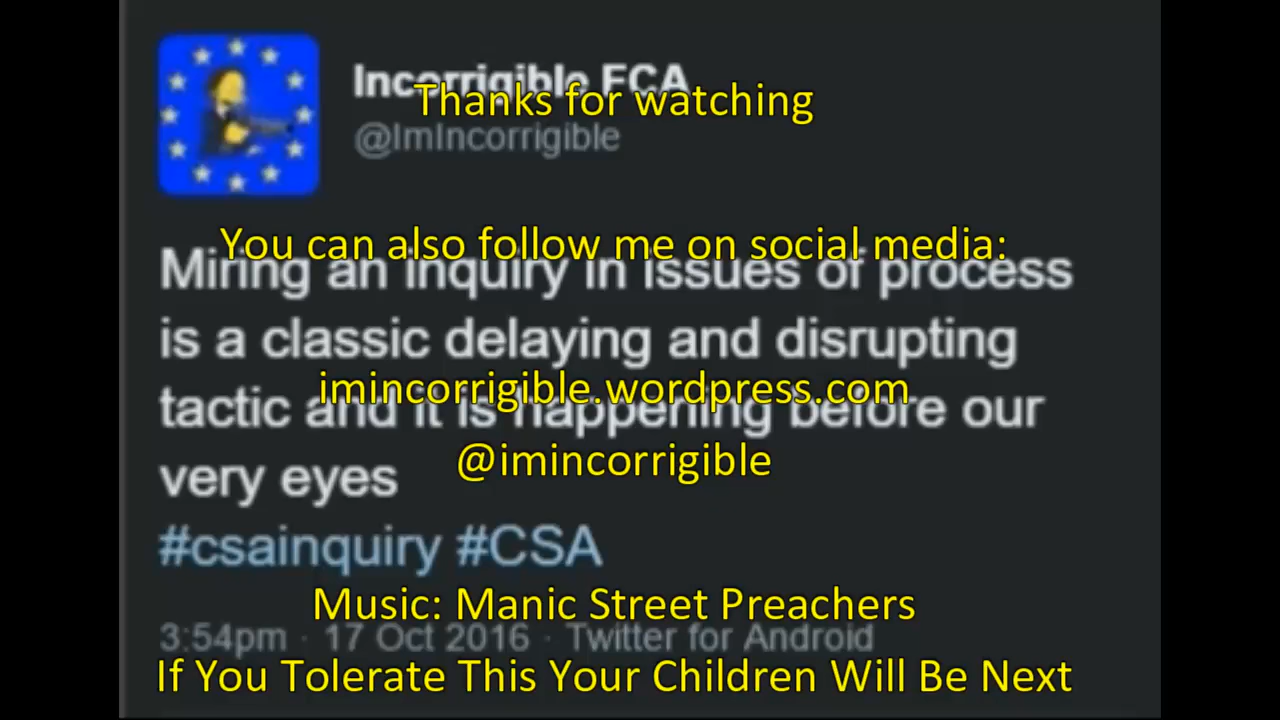 Incorrigible FCA
Thanks for watching
@ImIncorrigible
You can also follow me on social media:
Miring an inquiry in issues of process
is a classic delaying and disrupting
imincorrigible.wordpress.com
tactic and it is happening before our
@imincorrigible
very eyes
#csainquiry #CSA
Music: Manic Street Preachers
3:54pm · 17 Oct 2016 · Twitter for Android
If You Tolerate This Your Children Will Be Next